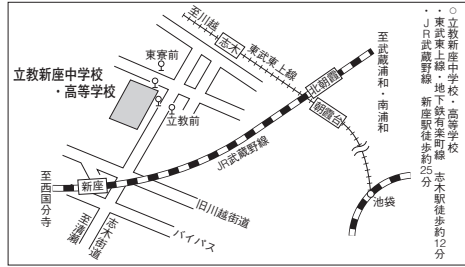 ○立教新座中学校・高等学校
・東武東上線・地下鉄有楽町線　志木駅徒歩約12分
・JR武蔵野線　新座駅徒歩約25分
至武蔵浦和・南浦和
至川越
志木
東武東上線
東寮前
立教新座中学校
・高等学校
立教前
北朝霞
朝霞台
JR武蔵野線
新座
至西国分寺
旧川越街道
バイパス
志木街道
至清瀬
池袋